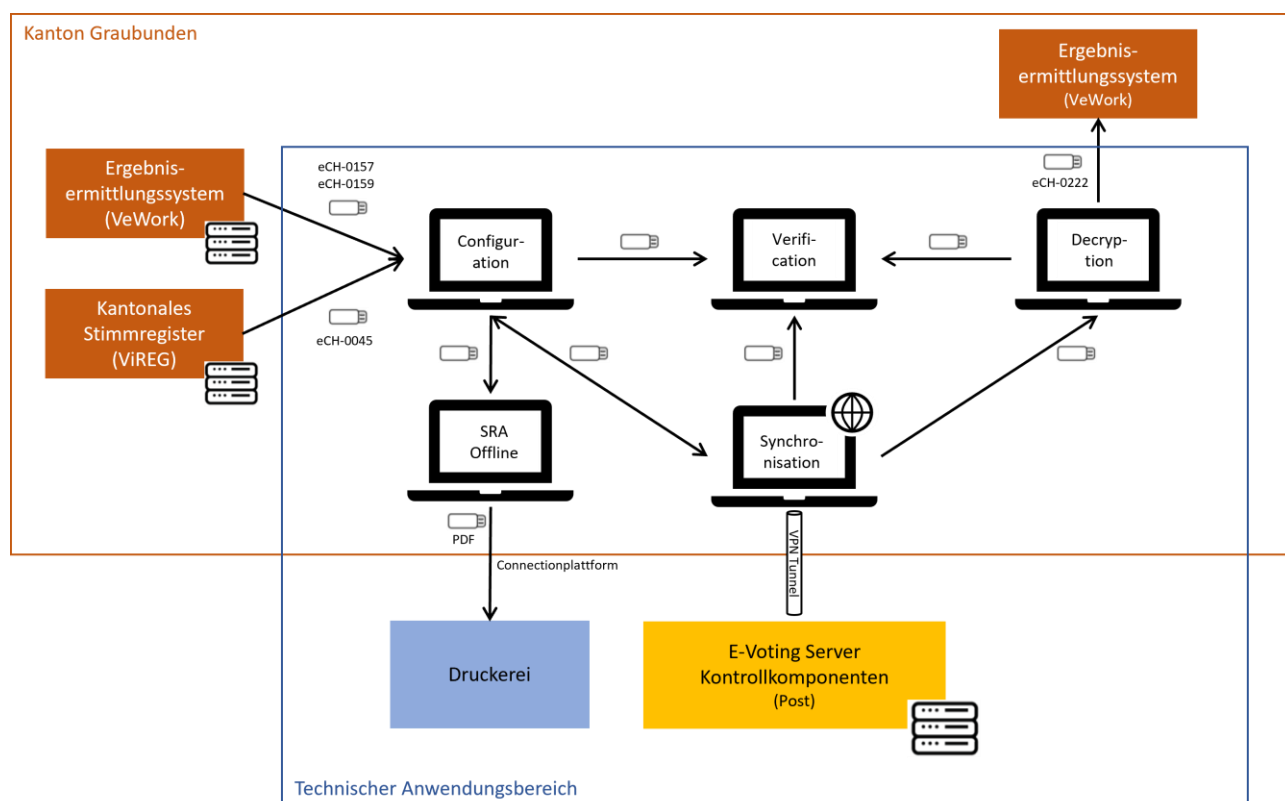 Kanton Graubunden
Ergebnis-
ermittlungssystem
(VeWork)
Ergebnis-
ermittlungssystem
(VeWork)
eCH-0157
eCH-0159
eCH-0222
Configur-
ation
Verifi-
cation
Decryp-
tion
Kantonales
Stimmregister
(ViREG)
eCH-0045
SRA
Offline
Synchro-
nisation
PDF
Connectionplattform
VPN Tunnel
Druckerei
E-Voting Server
Kontrollkomponenten
(Post)
Technischer Anwendungsbereich